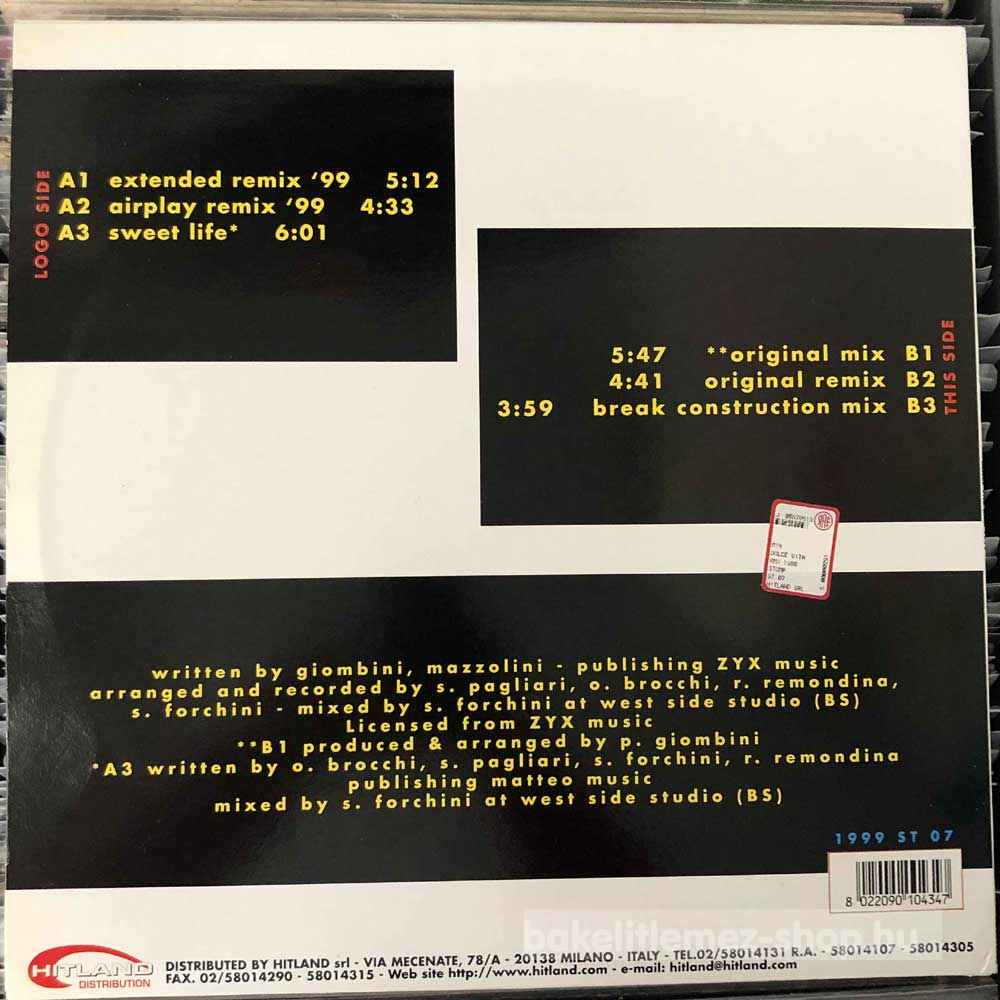 LOGO SIDE
A1 extended remix ‘99 5:12
A2 airplay remix ‘99 4:33
A3 sweet life* 6:01
5:47 **original mix B1
4:41 original remix B2
3:59 break construction mix B3
THIS SIDE
DOLCE VITA
STOMP
HITLAND SRL
written by giombini, mazzolini - publishing ZYX music
arranged and recorded by s. pagliari, o. brocchi, r. remondina,
s. forchini - mixed by s. forchini at west side studio (BS)
Licensed from ZYX music
**B1 produced & arranged by p. giombini
*A3 written by o. brocchi, s. pagliari, s. forchini, r. remondina
publishing matteo music
mixed by s. forchini at west side studio (BS)
1999 ST 07
8 022090 104347
bakelitlemez-shop.hu
HITLAND
DISTRIBUTION
DISTRIBUTED BY HITLAND srl - VIA MECENATE, 78/A - 20138 MILANO - ITALY - TEL.02/58014131 R.A. - 58014107 - 58014305
FAX. 02/58014290 - 58014315 - Web site http://www.hitland.com - e-mail: hitland@hitland.com